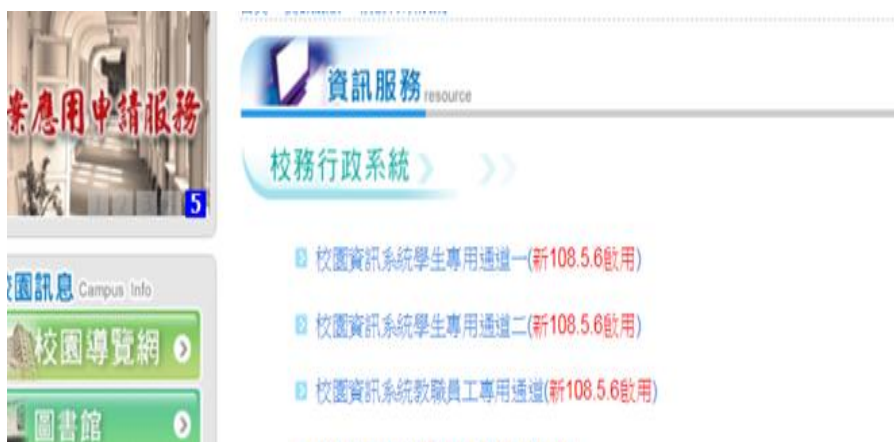 資訊服務 resource
校務行政系統
校園資訊系統學生專用通道一(新108.5.6啟用)
校園資訊系統學生專用通道二(新108.5.6啟用)
校園資訊系統教職員工專用通道(新108.5.6啟用)
案應用申請服務
5
校園訊息 Campus Info
校園導覽網
圖書館